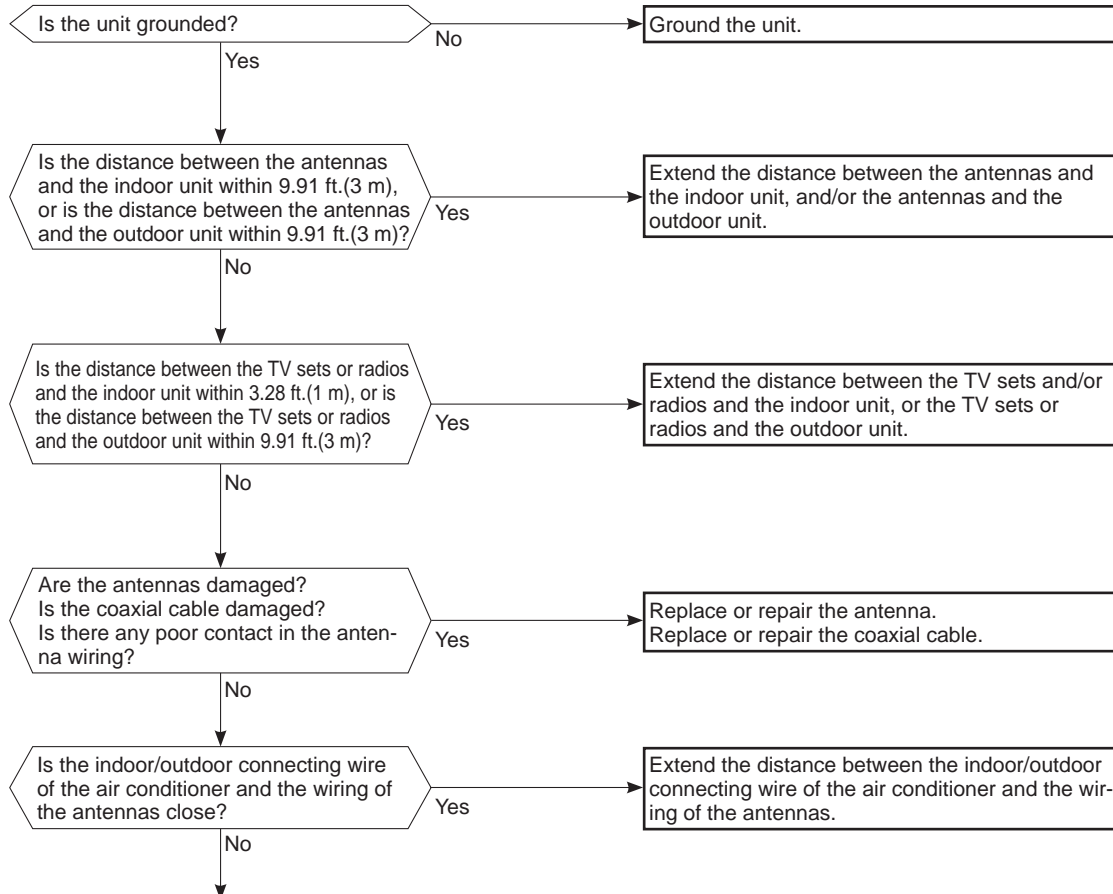 Is the unit grounded?
No
Ground the unit.
Yes
Is the distance between the antennas
and the indoor unit within 9.91 ft.(3 m),
or is the distance between the antennas
and the outdoor unit within 9.91 ft.(3 m)?
Yes
Extend the distance between the antennas and
the indoor unit, and/or the antennas and the
outdoor unit.
No
Is the distance between the TV sets or radios
and the indoor unit within 3.28 ft.(1 m), or is
the distance between the TV sets or radios
and the outdoor unit within 9.91 ft.(3 m)?
Yes
Extend the distance between the TV sets and/or
radios and the indoor unit, or the TV sets or
radios and the outdoor unit.
No
Are the antennas damaged?
Is the coaxial cable damaged?
Is there any poor contact in the anten-
na wiring?
Yes
Replace or repair the antenna.
Replace or repair the coaxial cable.
No
Is the indoor/outdoor connecting wire
of the air conditioner and the wiring of
the antennas close?
Yes
Extend the distance between the indoor/outdoor
connecting wire of the air conditioner and the wir-
ing of the antennas.
No